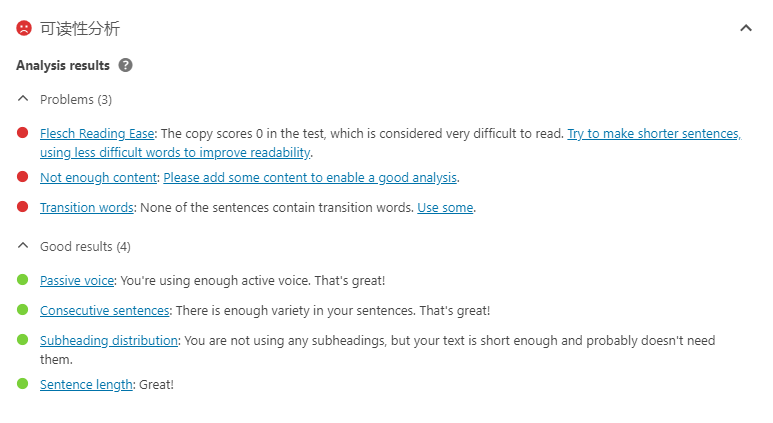 可读性分析
Analysis results
Problems (3)
Flesch Reading Ease: The copy scores 0 in the test, which is considered very difficult to read. Try to make shorter sentences,
using less difficult words to improve readability.
Not enough content: Please add some content to enable a good analysis.
Transition words: None of the sentences contain transition words. Use some.
Good results (4)
Passive voice: You're using enough active voice. That's great!
Consecutive sentences: There is enough variety in your sentences. That's great!
Subheading distribution: You are not using any subheadings, but your text is short enough and probably doesn't need
them.
Sentence length: Great!